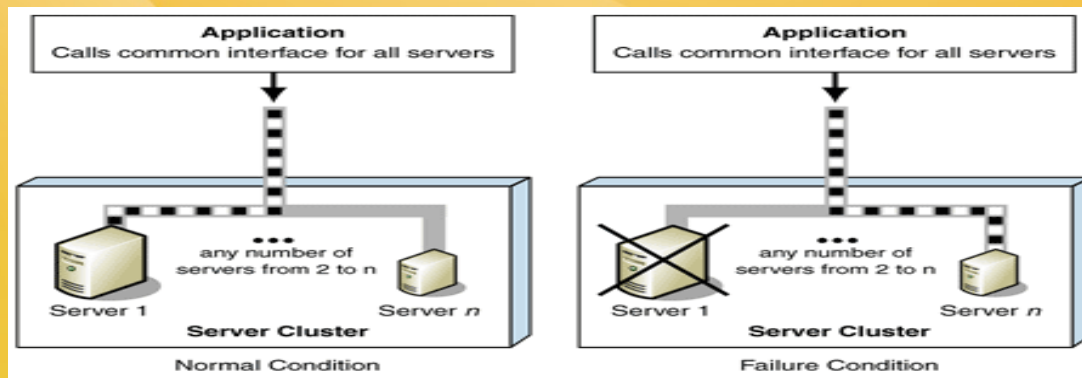 Application
Calls common interface for all servers
•••
any number of
servers from 2 to n
Server 1
Server n
Server Cluster
Normal Condition
Application
Calls common interface for all servers
•••
any number of
servers from 2 to n
Server 1
Server n
Server Cluster
Failure Condition